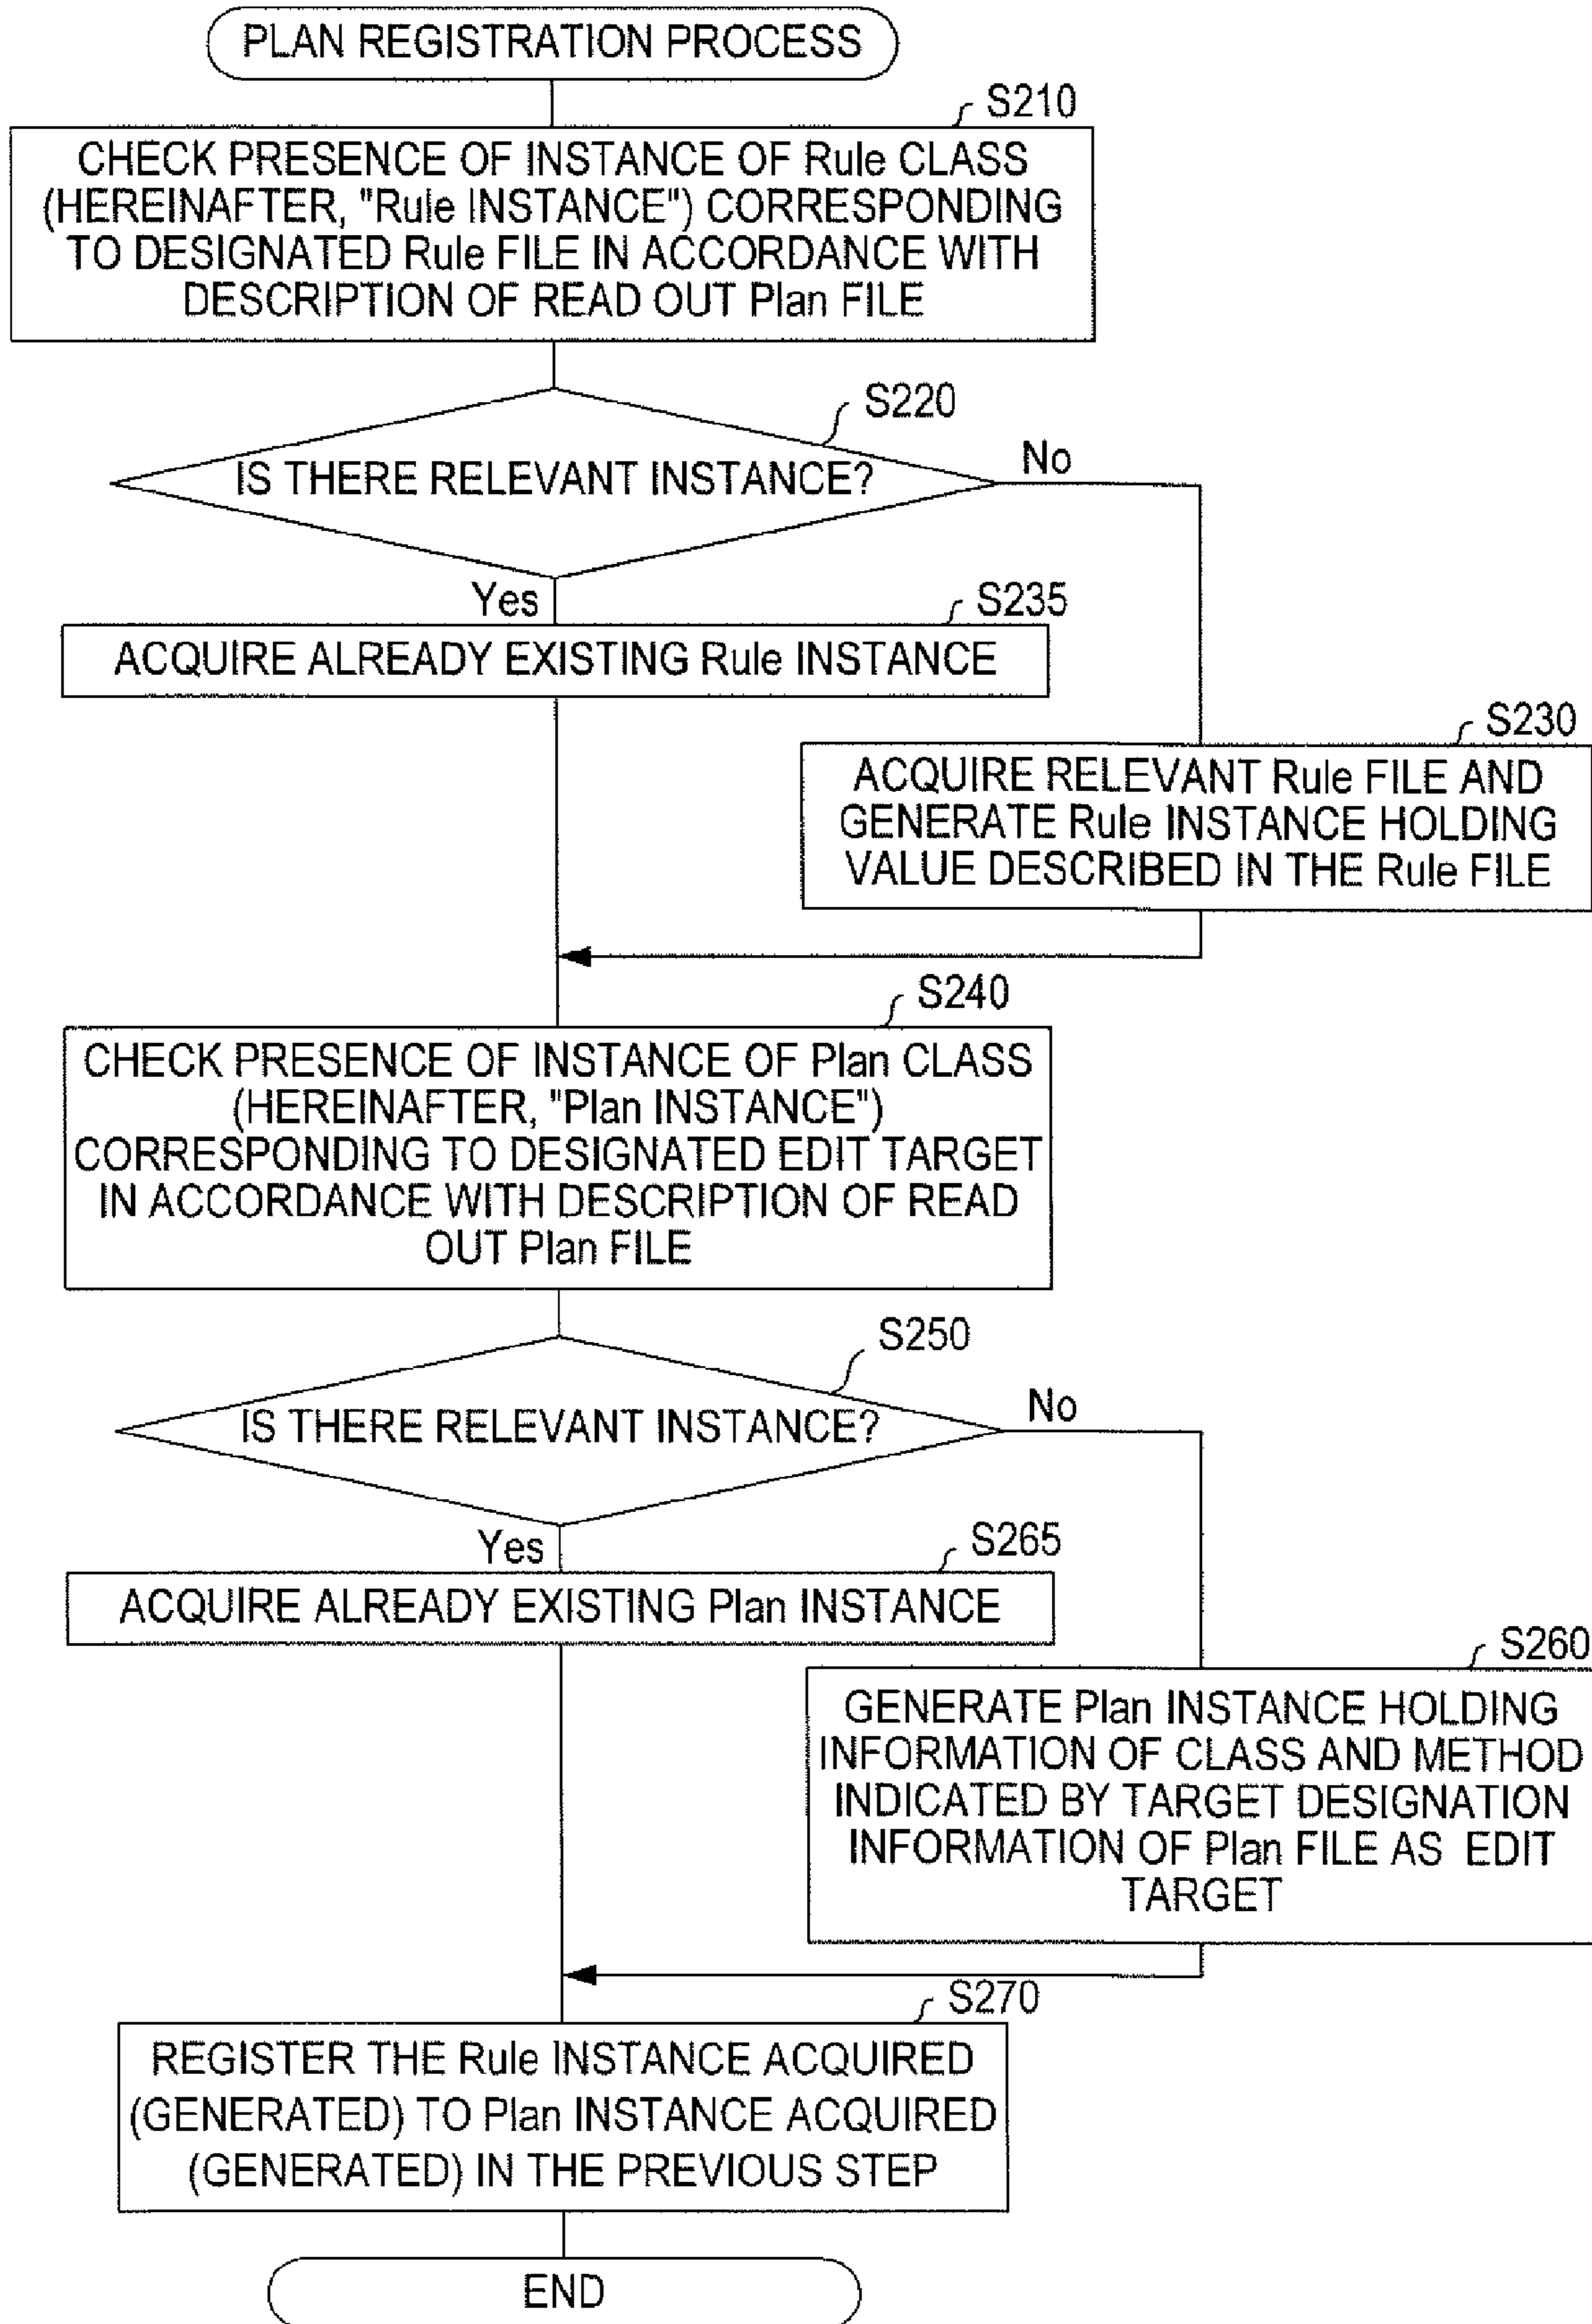 PLAN REGISTRATION PROCESS
S210
CHECK PRESENCE OF INSTANCE OF Rule CLASS
(HEREINAFTER, "Rule INSTANCE") CORRESPONDING
TO DESIGNATED Rule FILE IN ACCORDANCE WITH
DESCRIPTION OF READ OUT Plan FILE
S220
IS THERE RELEVANT INSTANCE?
No
Yes
S235
ACQUIRE ALREADY EXISTING Rule INSTANCE
S230
ACQUIRE RELEVANT Rule FILE AND
GENERATE Rule INSTANCE HOLDING
VALUE DESCRIBED IN THE Rule FILE
S240
CHECK PRESENCE OF INSTANCE OF Plan CLASS
(HEREINAFTER, "Plan INSTANCE")
CORRESPONDING TO DESIGNATED EDIT TARGET
IN ACCORDANCE WITH DESCRIPTION OF READ
OUT Plan FILE
S250
IS THERE RELEVANT INSTANCE?
No
Yes
S265
ACQUIRE ALREADY EXISTING Plan INSTANCE
S260
GENERATE Plan INSTANCE HOLDING
INFORMATION OF CLASS AND METHOD
INDICATED BY TARGET DESIGNATION
INFORMATION OF Plan FILE AS EDIT
TARGET
S270
REGISTER THE Rule INSTANCE ACQUIRED
(GENERATED) TO Plan INSTANCE ACQUIRED
(GENERATED) IN THE PREVIOUS STEP
END